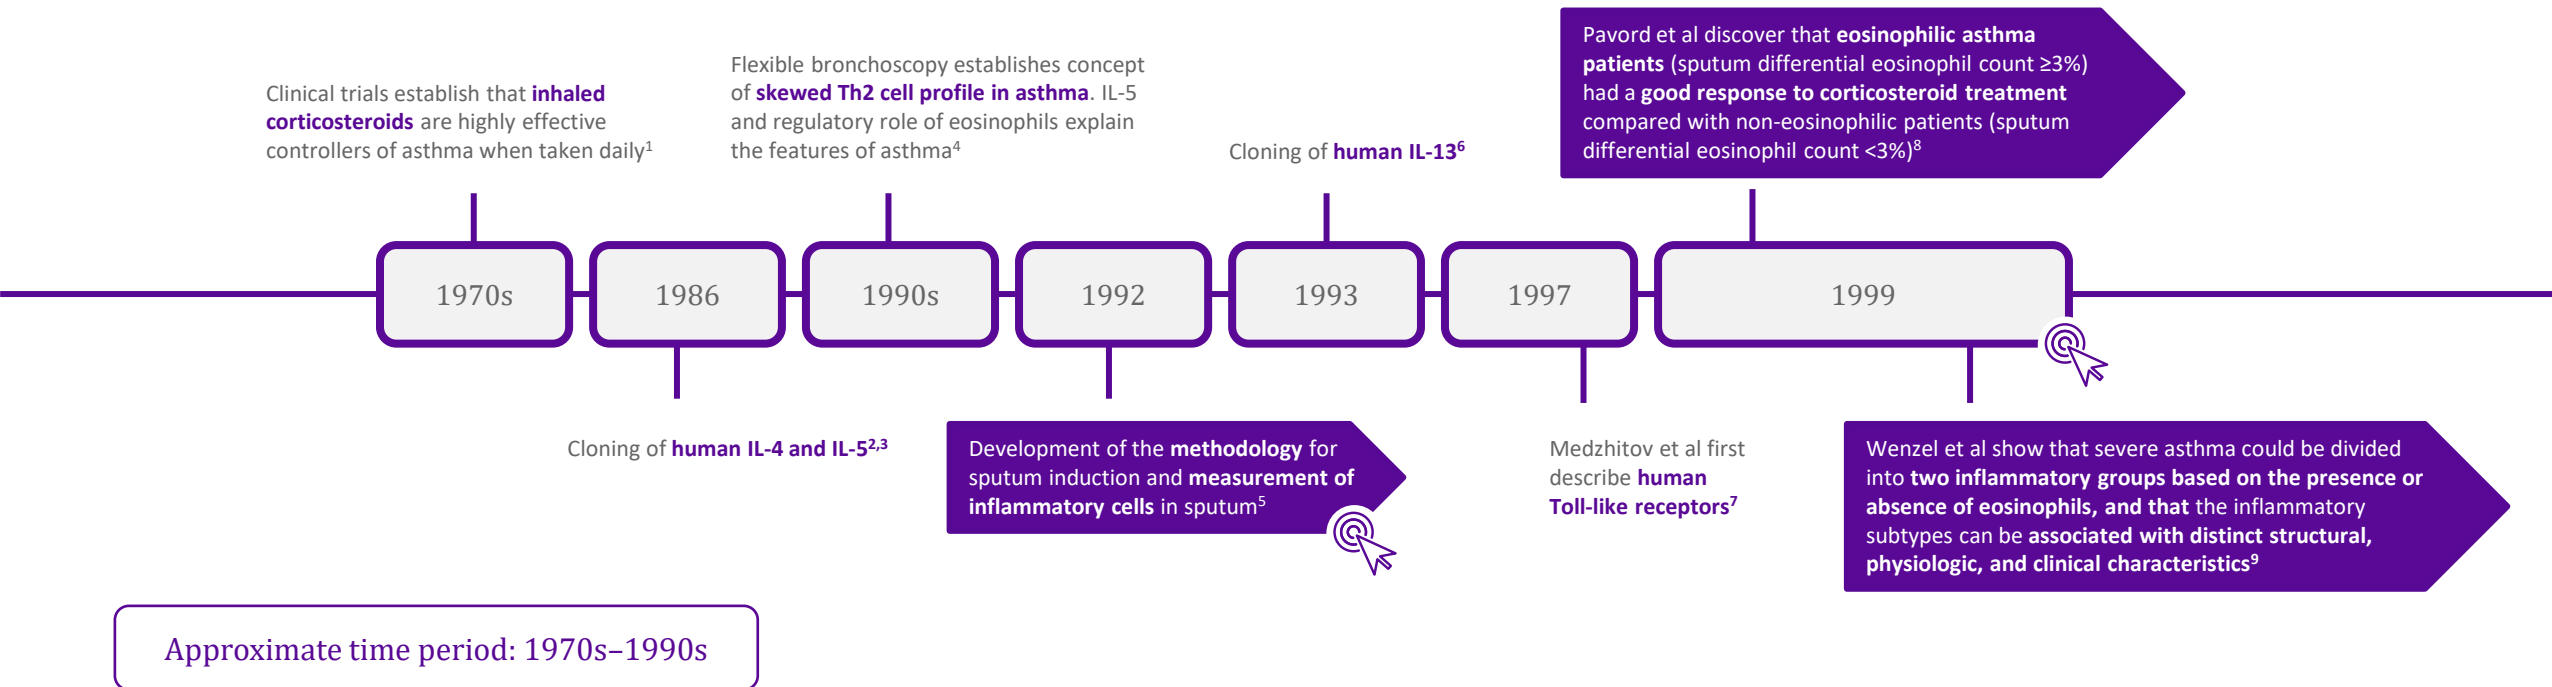 Clinical trials establish that inhaled
corticosteroids are highly effective
controllers of asthma when taken daily1
Flexible bronchoscopy establishes concept
of skewed Th2 cell profile in asthma. IL-5
and regulatory role of eosinophils explain
the features of asthma4
Cloning of human IL-136
Pavord et al discover that eosinophilic asthma
patients (sputum differential eosinophil count ≥3%)
had a good response to corticosteroid treatment
compared with non-eosinophilic patients (sputum
differential eosinophil count <3%)8
1970s
1986
1990s
1992
1993
1997
1999
Cloning of human IL-4 and IL-52,3
Development of the methodology for
sputum induction and measurement of
inflammatory cells in sputum5
Medzhitov et al first
describe human
Toll-like receptors7
Wenzel et al show that severe asthma could be divided
into two inflammatory groups based on the presence or
absence of eosinophils, and that the inflammatory
subtypes can be associated with distinct structural,
physiologic, and clinical characteristics9
Approximate time period: 1970s–1990s